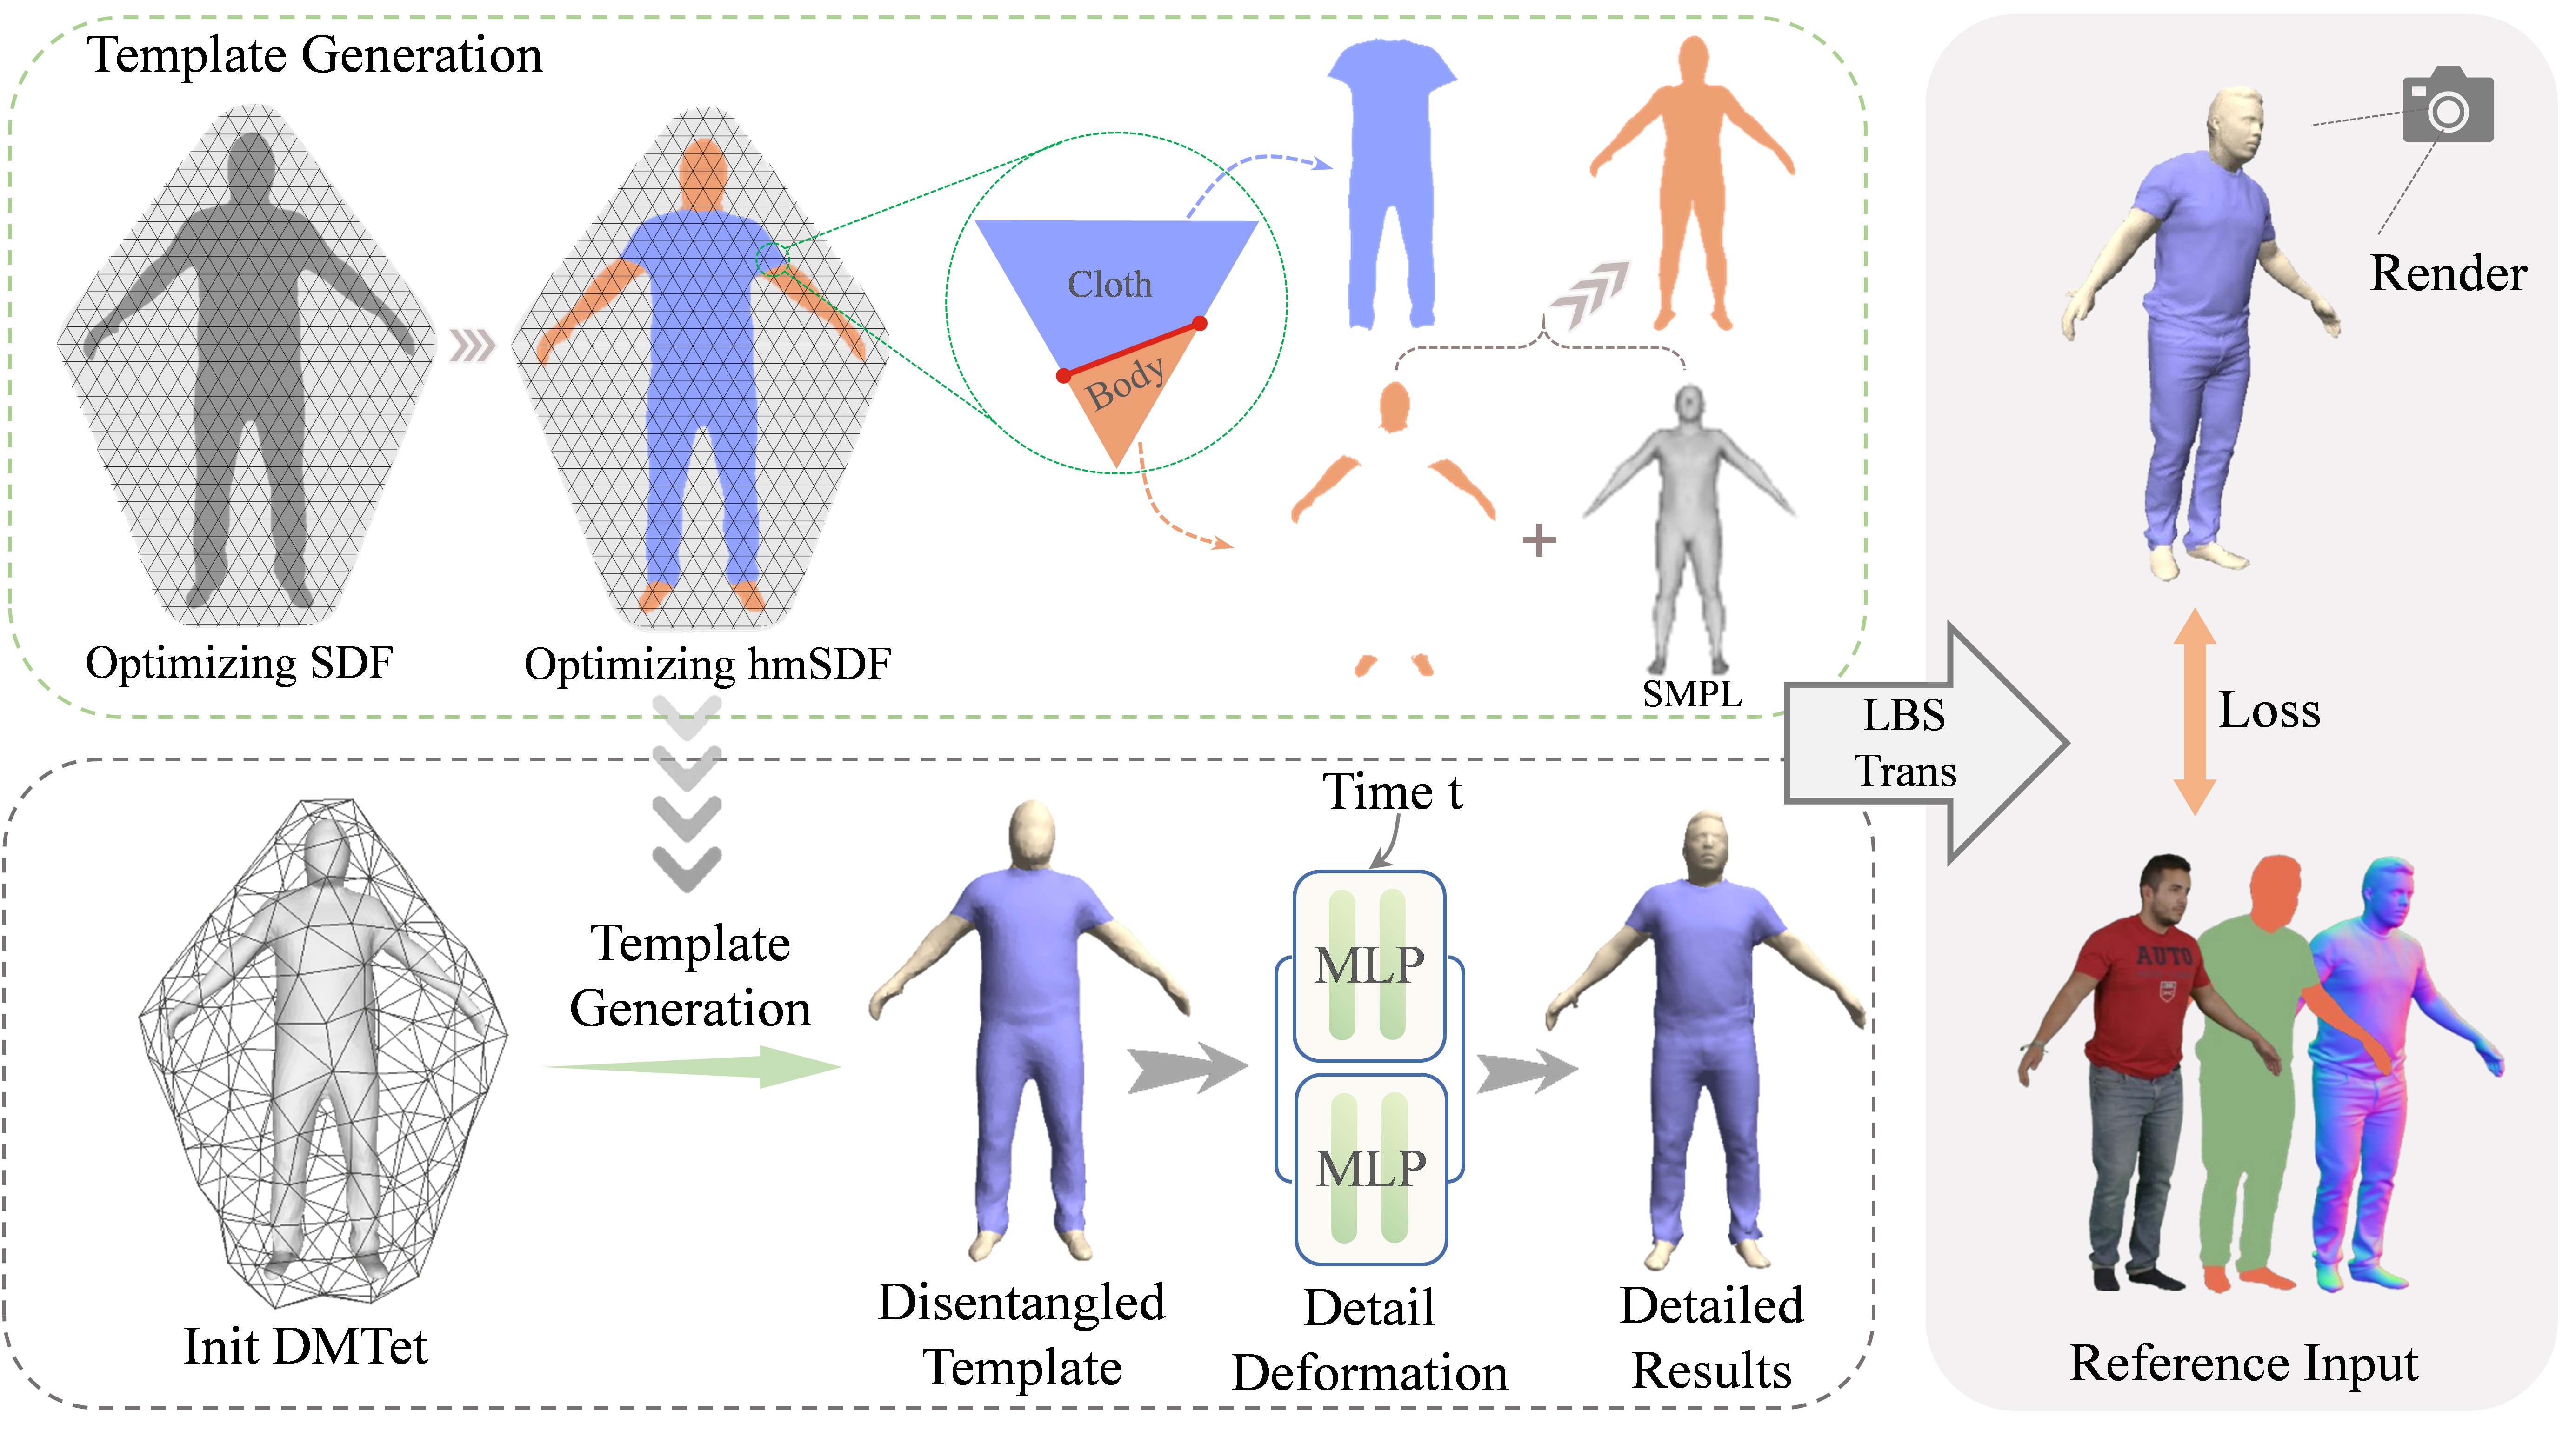 Template Generation
Cloth
Body
Optimizing SDF
Optimizing hmSDF
SMPL
Render
LBS
Trans
Loss
Time t
Template
Generation
MLP
MLP
Init DMTet
Disentangled
Template
Detail
Deformation
Detailed
Results
AUTO
Reference Input